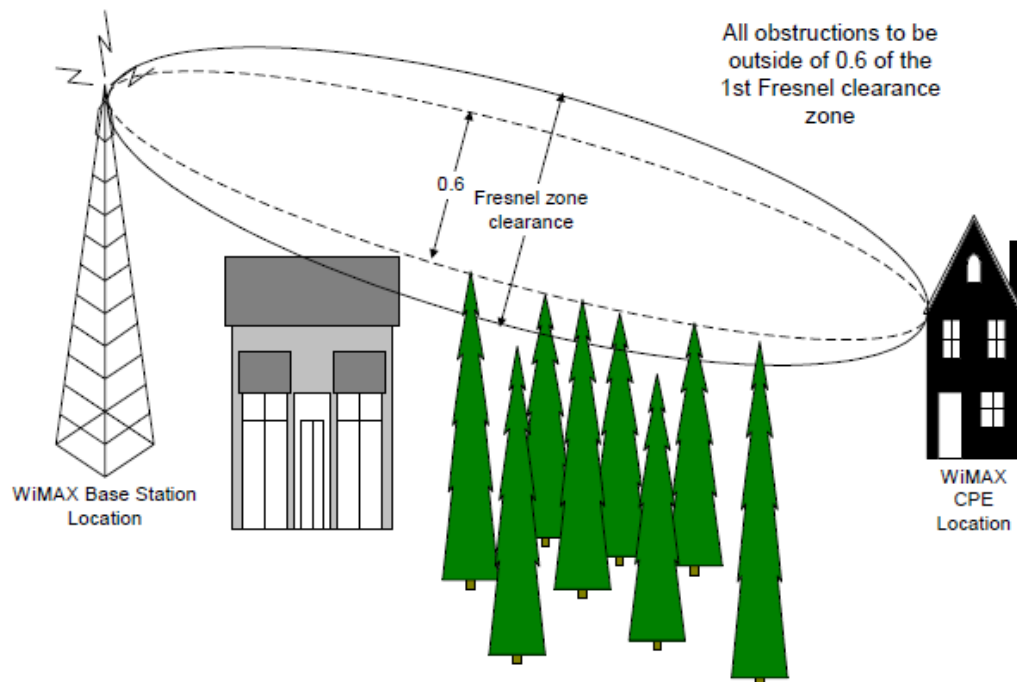 All obstructions to be
outside of 0.6 of the
1st Fresnel clearance
zone
0.6
Fresnel zone
clearance
WiMAX Base Station
Location
WiMAX
CPE
Location